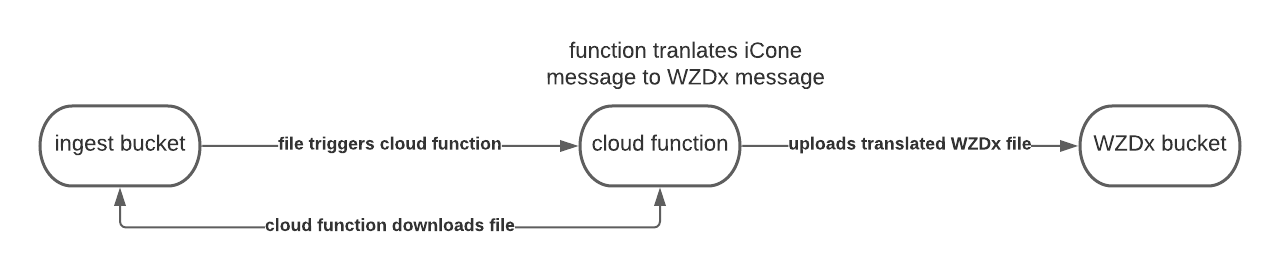 function tranlates iCone
message to WZDx message
ingest bucket
file triggers cloud function
cloud function
uploads translated WZDx file
WZDx bucket
cloud function downloads file